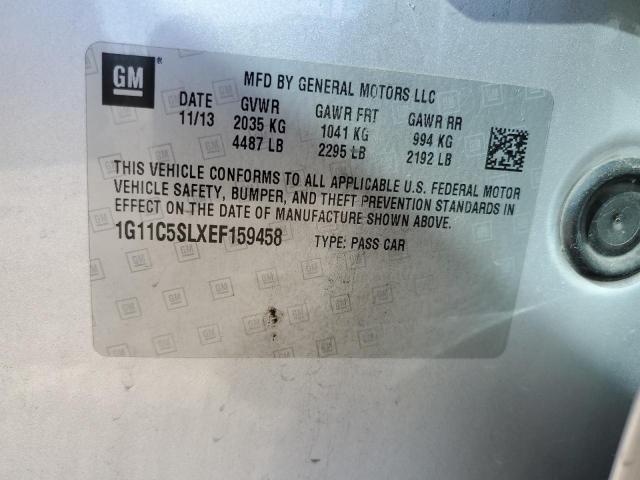 GM ®
MFD BY GENERAL MOTORS LLC
DATE GVWR GAWR FRT GAWR RR
11/13 2035 KG 1041 KG 994 KG
4487 LB 2295 LB 2192 LB
THIS VEHICLE CONFORMS TO ALL APPLICABLE U.S. FEDERAL MOTOR
VEHICLE SAFETY, BUMPER, AND THEFT PREVENTION STANDARDS IN
EFFECT ON THE DATE OF MANUFACTURE SHOWN ABOVE.
1G11C5SLXEF159458 TYPE: PASS CAR